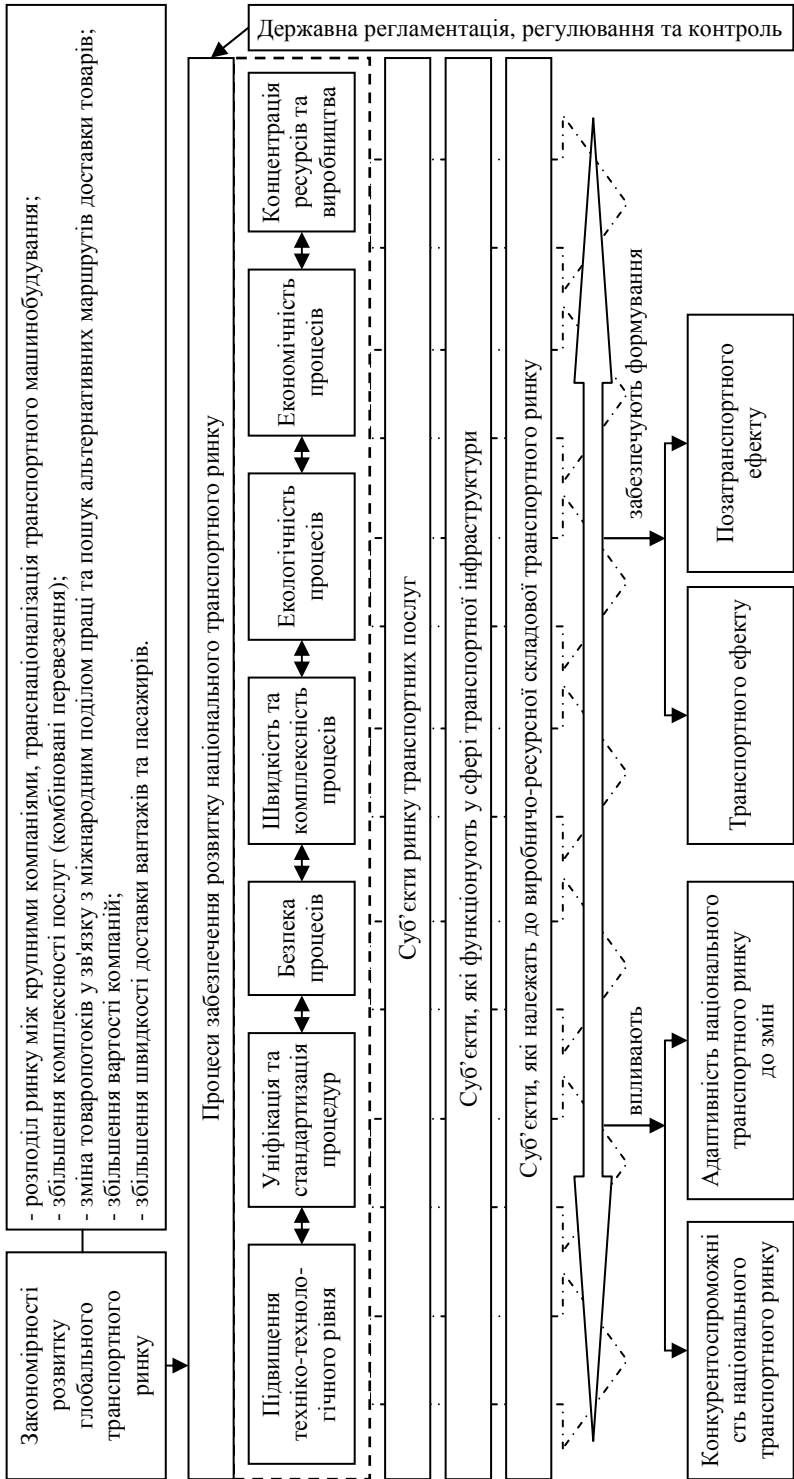 Закономірності
розвитку
глобального
транспортного
ринку
- розподіл ринку між крупними компаніями, транснаціоналізація транспортного машинобудування;
- збільшення комплексності послуг (комбіновані перевезення);
- зміна товаропотоків у зв'язку з міжнародним поділом праці та пошук альтернативних маршрутів доставки товарів;
- збільшення вартості компаній;
- збільшення швидкості доставки вантажів та пасажирів.
Державна регламентація, регулювання та контроль
Процеси забезпечення розвитку національного транспортного ринку
Підвищення
техніко-техноло-
гічного рівня
Уніфікація та
стандартизація
процедур
Безпека
процесів
Швидкість та
комплексність
процесів
Екологічність
процесів
Економічність
процесів
Концентрація
ресурсів та
виробництва
Суб’єкти ринку транспортних послуг
Суб’єкти, які функціонують у сфері транспортної інфраструктури
Суб’єкти, які належать до виробничо-ресурсної складової транспортного ринку
впливають
забезпечують формування
Конкурентоспроможні
сть національного
транспортного ринку
Адаптивність національного
транспортного ринку
до змін
Транспортного ефекту
Позатранспортного
ефекту